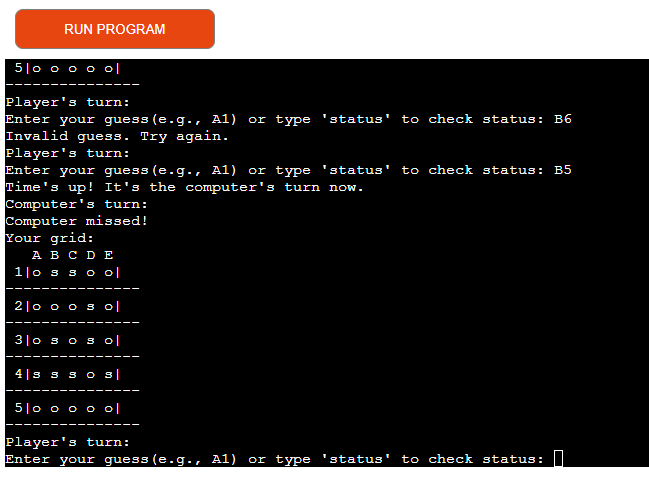 RUN PROGRAM
5|o o o o o|
---------------
Player's turn:
Enter your guess(e.g., A1) or type 'status' to check status: B6
Invalid guess. Try again.
Player's turn:
Enter your guess(e.g., A1) or type 'status' to check status: B5
Time's up! It's the computer's turn now.
Computer's turn:
Computer missed!
Your grid:
   A B C D E
 1|o s s o o|
---------------
 2|o o o s o|
---------------
 3|o s o s o|
---------------
 4|s s s o s|
---------------
 5|o o o o o|
---------------
Player's turn:
Enter your guess(e.g., A1) or type 'status' to check status: